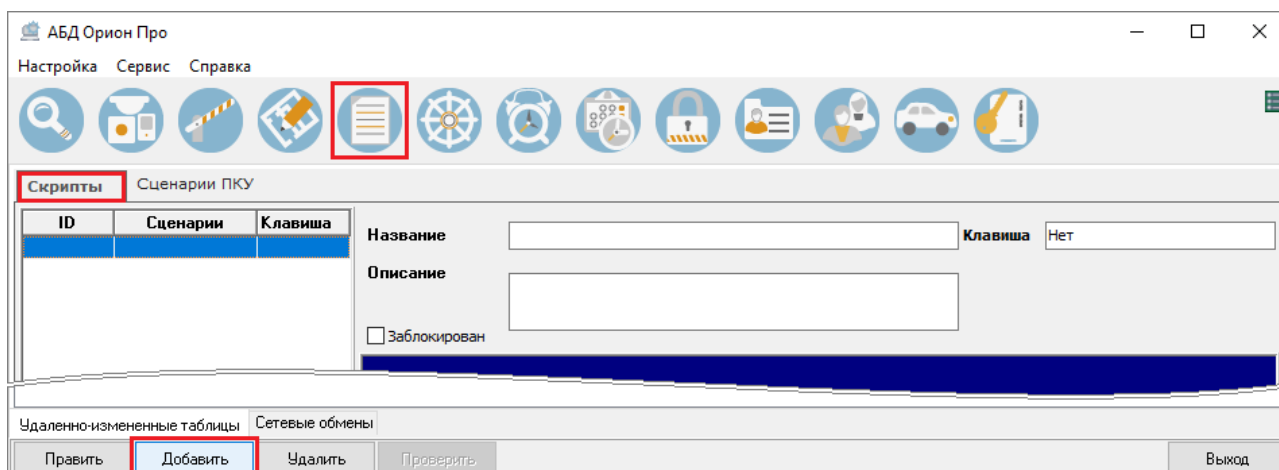 АБД Орион Про
Настройка Сервис Справка
Скрипты Сценарии ПКУ
ID Сценарии Клавиша
Название Клавиша Нет
Описание
Заблокирован
Удаленно-измененные таблицы Сетевые обмены
Править Добавить Удалить Проверить Выход